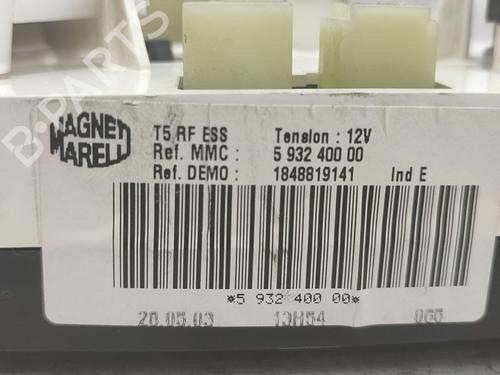 MAGNETI
MARELLI
T5 RF ESS Tension : 12V
Ref. MMC : 5 932 400 00
Ref. DEMO : 1848819141 Ind E
*5 932 400 00*
28.05.03 13H54 065
B-PARTS